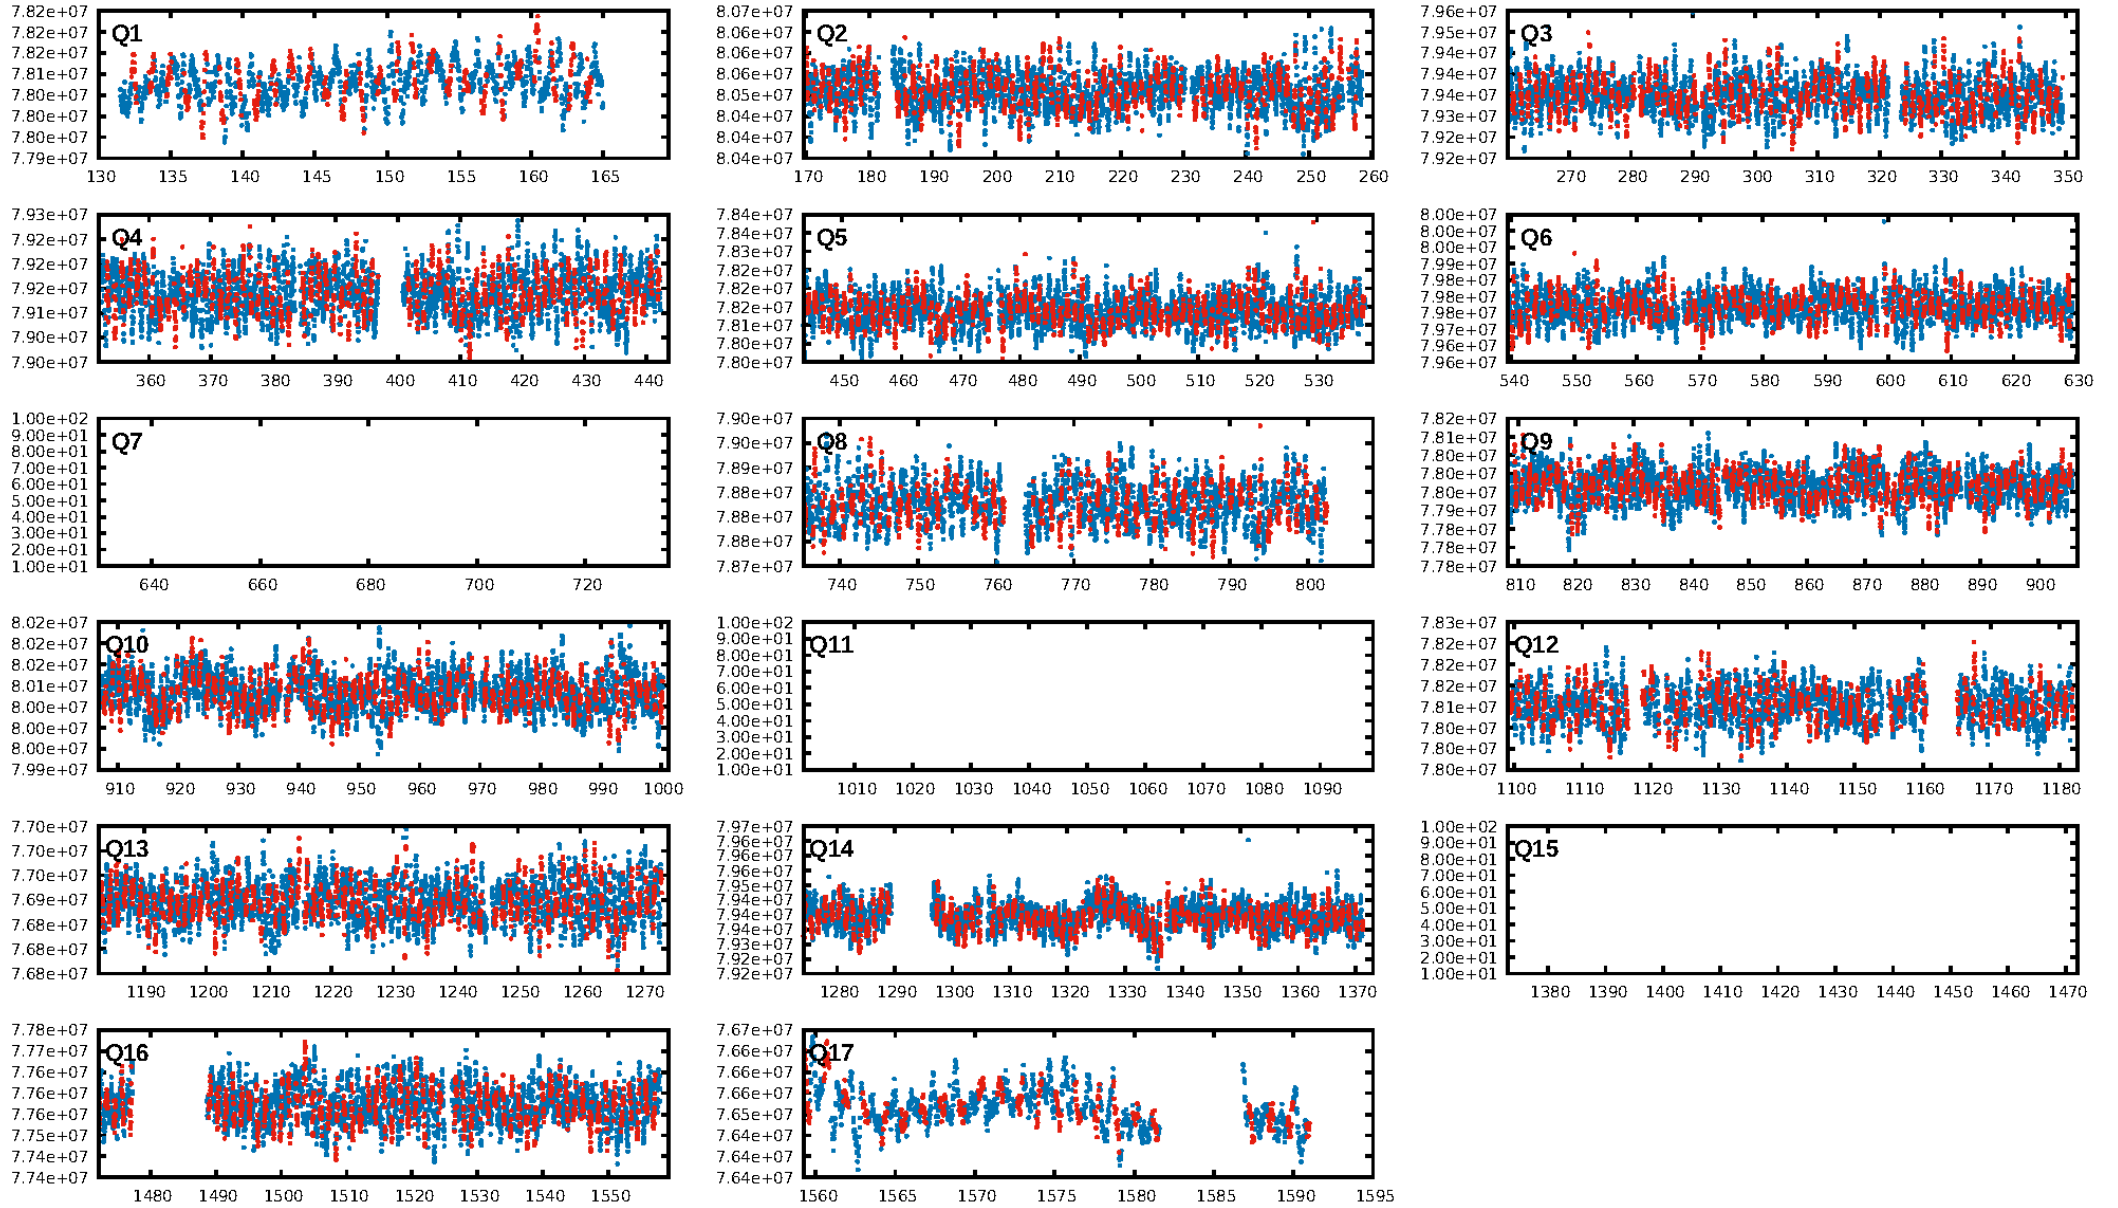 7.82e+07
7.82e+07
7.82e+07
7.81e+07
7.80e+07
7.80e+07
7.80e+07
7.79e+07
Q1
130 135 140 145 150 155 160 165
8.07e+07
8.06e+07
8.06e+07
8.06e+07
8.05e+07
8.04e+07
8.04e+07
8.04e+07
Q2
170 180 190 200 210 220 230 240 250 260
7.96e+07
7.95e+07
7.94e+07
7.94e+07
7.94e+07
7.93e+07
7.92e+07
7.92e+07
Q3
270 280 290 300 310 320 330 340 350
7.93e+07
7.92e+07
7.92e+07
7.92e+07
7.91e+07
7.90e+07
7.90e+07
Q4
360 370 380 390 400 410 420 430 440
7.84e+07
7.84e+07
7.83e+07
7.82e+07
7.82e+07
7.81e+07
7.80e+07
7.80e+07
Q5
450 460 470 480 490 500 510 520 530
8.00e+07
8.00e+07
8.00e+07
7.99e+07
7.98e+07
7.98e+07
7.98e+07
7.97e+07
7.96e+07
7.96e+07
Q6
540 550 560 570 580 590 600 610 620 630
1.00e+02
9.00e+01
8.00e+01
7.00e+01
6.00e+01
5.00e+01
4.00e+01
3.00e+01
2.00e+01
1.00e+01
Q7
640 660 680 700 720
7.90e+07
7.90e+07
7.89e+07
7.88e+07
7.88e+07
7.88e+07
7.87e+07
Q8
740 750 760 770 780 790 800
7.82e+07
7.81e+07
7.80e+07
7.80e+07
7.80e+07
7.79e+07
7.78e+07
7.78e+07
7.78e+07
Q9
810 820 830 840 850 860 870 880 890 900
8.02e+07
8.02e+07
8.02e+07
8.01e+07
8.00e+07
8.00e+07
8.00e+07
7.99e+07
Q10
910 920 930 940 950 960 970 980 990 1000
1.00e+02
9.00e+01
8.00e+01
7.00e+01
6.00e+01
5.00e+01
4.00e+01
3.00e+01
2.00e+01
1.00e+01
Q11
1010 1020 1030 1040 1050 1060 1070 1080 1090
7.83e+07
7.82e+07
7.82e+07
7.82e+07
7.81e+07
7.80e+07
7.80e+07
7.80e+07
Q12
1100 1110 1120 1130 1140 1150 1160 1170 1180
7.70e+07
7.70e+07
7.70e+07
7.69e+07
7.68e+07
7.68e+07
7.68e+07
Q13
1190 1200 1210 1220 1230 1240 1250 1260 1270
7.97e+07
7.96e+07
7.96e+07
7.96e+07
7.95e+07
7.94e+07
7.94e+07
7.94e+07
7.93e+07
7.92e+07
7.92e+07
Q14
1280 1290 1300 1310 1320 1330 1340 1350 1360 1370
1.00e+02
9.00e+01
8.00e+01
7.00e+01
6.00e+01
5.00e+01
4.00e+01
3.00e+01
2.00e+01
1.00e+01
Q15
1380 1390 1400 1410 1420 1430 1440 1450 1460 1470
7.78e+07
7.77e+07
7.76e+07
7.76e+07
7.76e+07
7.75e+07
7.74e+07
7.74e+07
Q16
1480 1490 1500 1510 1520 1530 1540 1550
7.67e+07
7.66e+07
7.66e+07
7.66e+07
7.65e+07
7.64e+07
7.64e+07
7.64e+07
Q17
1560 1565 1570 1575 1580 1585 1590 1595